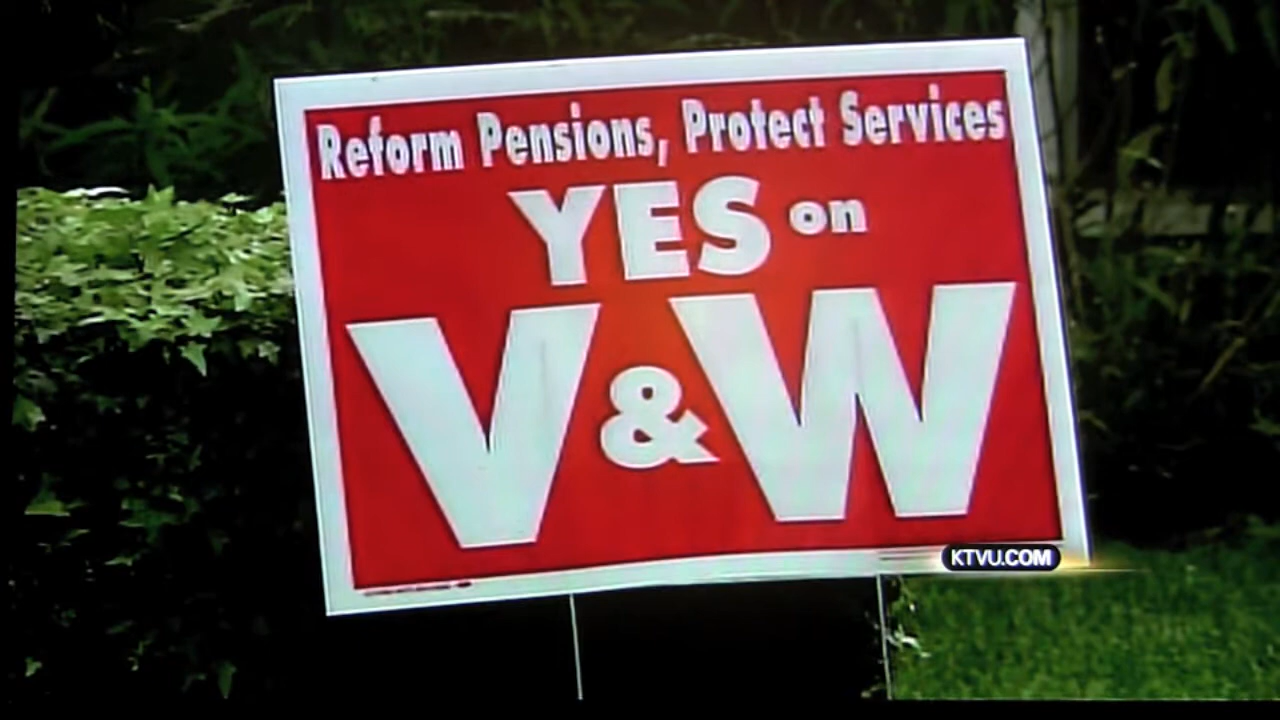 Reform Pensions, Protect Services
YES on
V & W
KTVU.COM